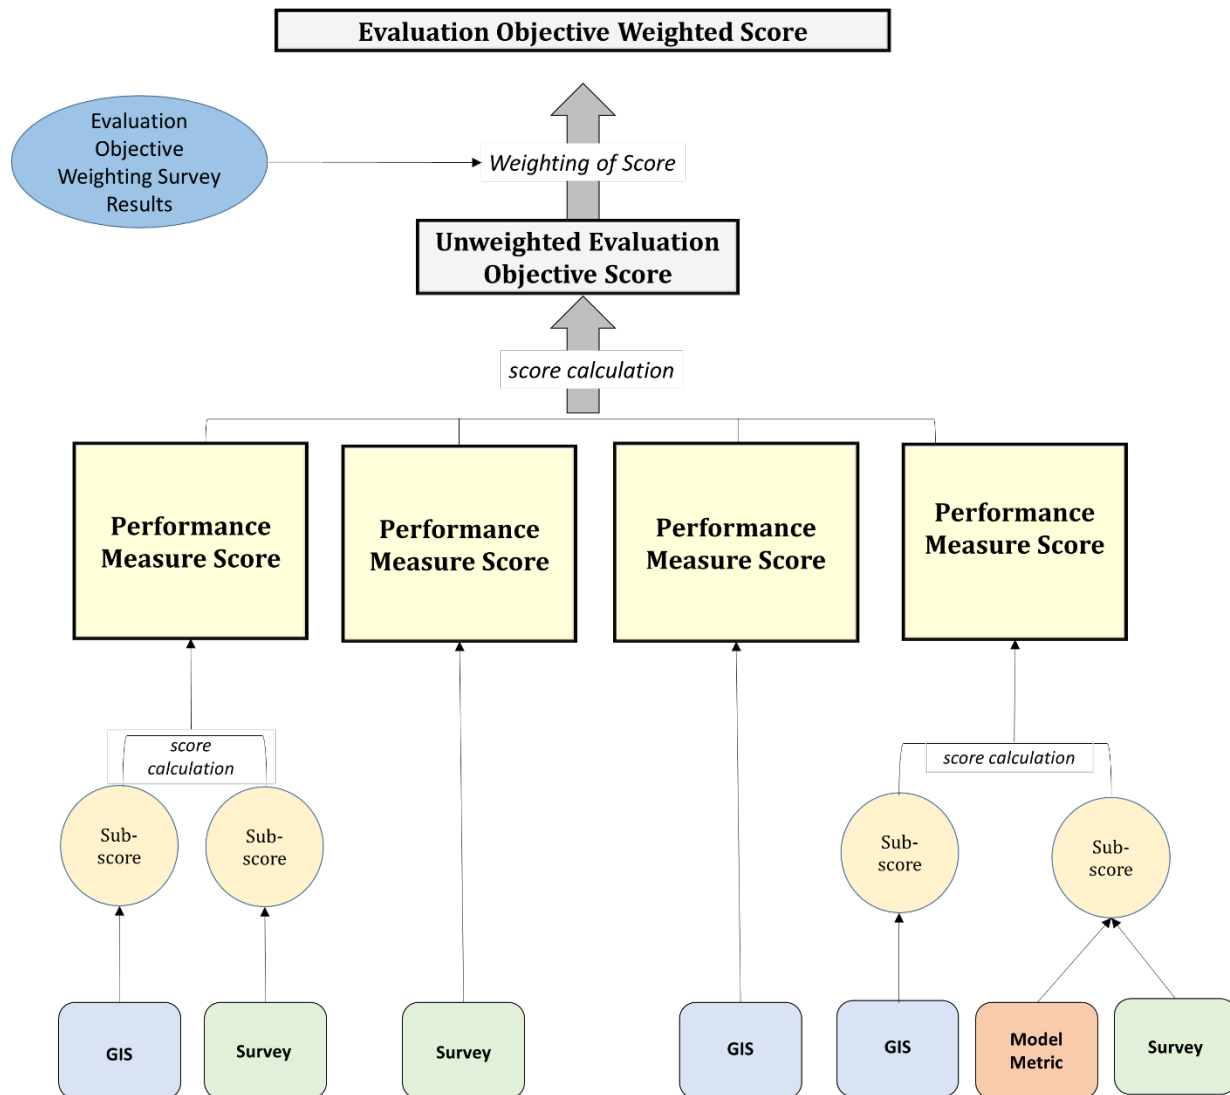 Evaluation Objective Weighted Score
Evaluation
Objective
Weighting Survey
Results
Weighting of Score
Unweighted Evaluation
Objective Score
score calculation
Performance
Measure Score
Performance
Measure Score
Performance
Measure Score
Performance
Measure Score
score
calculation
score calculation
Sub-
score
Sub-
score
Sub-
score
Sub-
score
GIS
Survey
Survey
GIS
GIS
Model
Metric
Survey